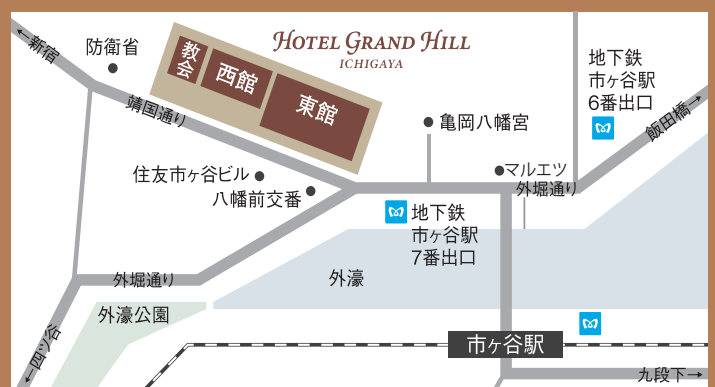 ←新宿
防衛省
教会
西館
東館
HOTEL GRAND HILL
ICHIGAYA
地下鉄
市ヶ谷駅
6番出口
飯田橋→
靖国通り
亀岡八幡宮
マルエツ
外堀通り
住友市ヶ谷ビル
八幡前交番
地下鉄
市ヶ谷駅
7番出口
外堀通り
外濠
外濠公園
←四ツ谷
市ヶ谷駅
九段下→